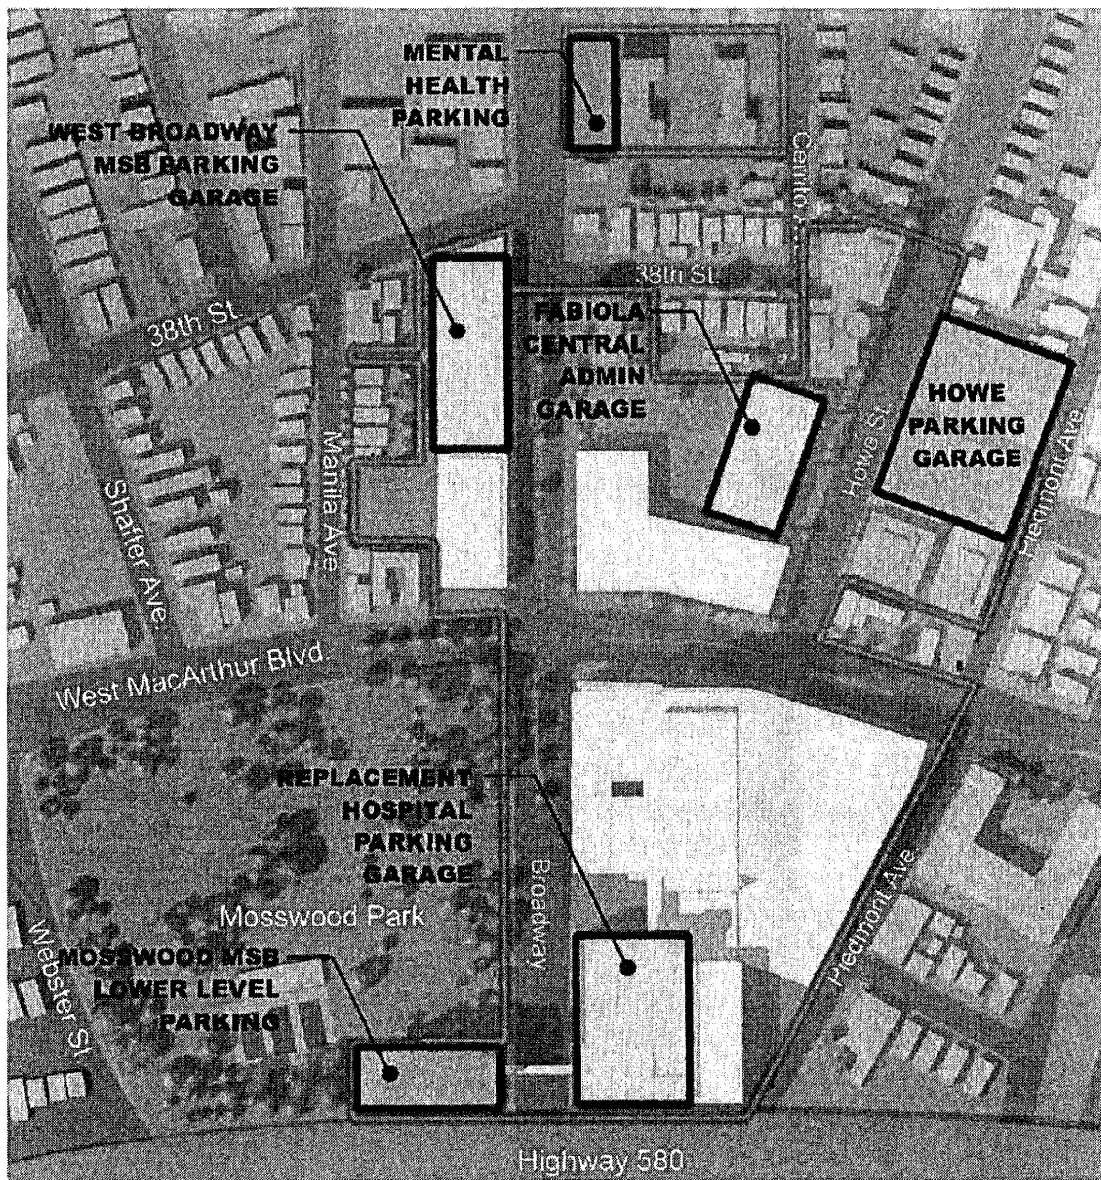 MENTAL
HEALTH
PARKING
WEST BROADWAY
MSB PARKING
GARAGE
Cerrito
38th St.
38th St.
FABIOLA
CENTRAL
ADMIN
GARAGE
HOWE
PARKING
GARAGE
Howe St.
Piedmont Ave.
Manila Ave
Shafter Ave.
West MacArthur Blvd.
REPLACEMENT
HOSPITAL
PARKING
GARAGE
Broadway
Mosswood Park
Piedmont Ave
Webster St
MOSSWOOD MSB
LOWER LEVEL
PARKING
Highway 580